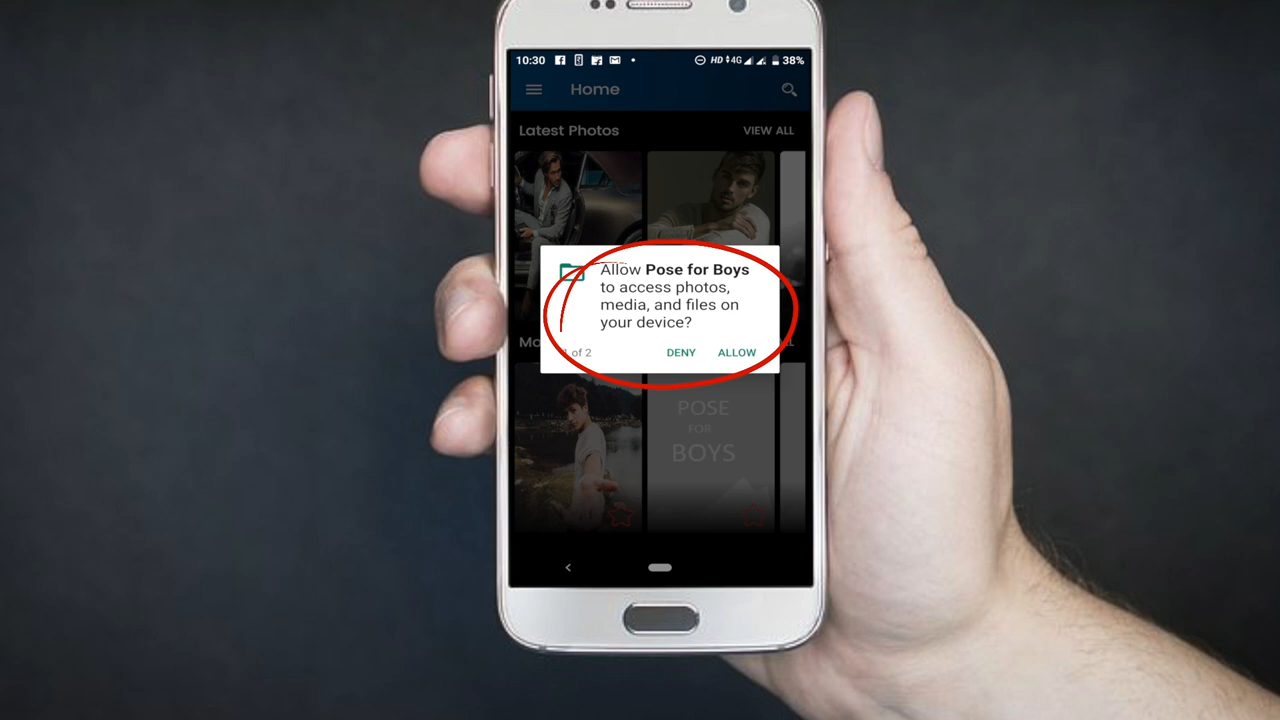 10:30 HD 4G 38%
Home
Latest Photos VIEW ALL
Allow Pose for Boys
to access photos,
media, and files on
your device?
of 2 DENY ALLOW
POSE
FOR
BOYS